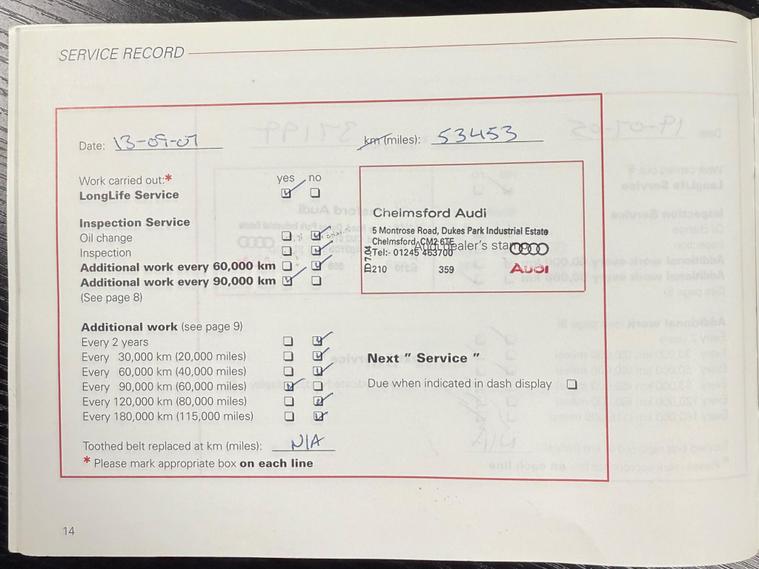 SERVICE RECORD
Date: 13-09-07 km (miles): 53453
Work carried out:* yes no
LongLife Service
Inspection Service
Oil change
Inspection
Additional work every 60,000 km
Additional work every 90,000 km
(See page 8)
Chelmsford Audi
5 Montrose Road, Dukes Park Industrial Estate
Chelmsford, CM2 6TE
Audi dealer's stamp
Tel:- 01245 463700
210 359
Audi
Additional work (see page 9)
Every 2 years
Every 30,000 km (20,000 miles)
Every 60,000 km (40,000 miles)
Every 90,000 km (60,000 miles)
Every 120,000 km (80,000 miles)
Every 180,000 km (115,000 miles)
Next " Service "
Due when indicated in dash display
Toothed belt replaced at km (miles): N/A
* Please mark appropriate box on each line
14